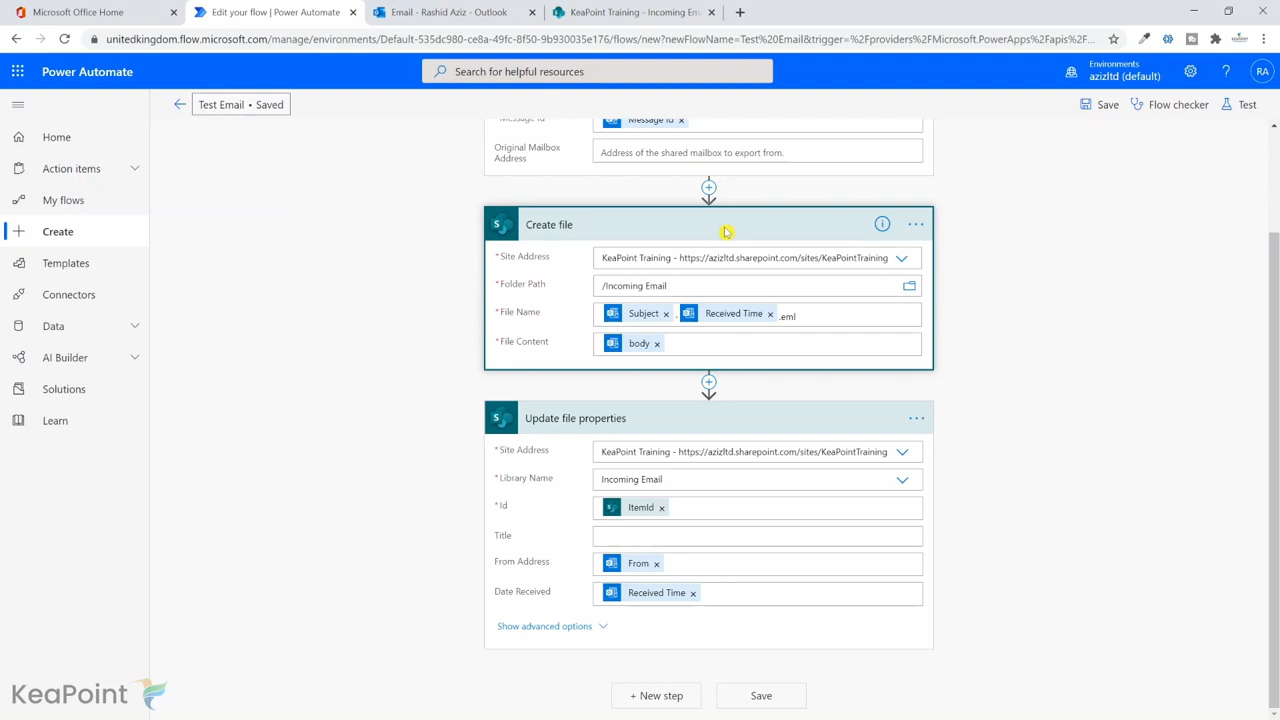 Microsoft Office Home
Edit your flow | Power Automate
Email - Rashid Aziz - Outlook
KeaPoint Training - Incoming Em
unitedkingdom.flow.microsoft.com/manage/environments/Default-535dc980-ce8a-49fc-8f50-9b930035e176/flows/new?newFlowName=Test%20Email&trigger=%2Fproviders%2FMicrosoft.PowerApps%2Fapis%2F...
Power Automate
Search for helpful resources
Environments
azizltd (default)
RA
Test Email • Saved
Save
Flow checker
Test
Home
Action items
My flows
Create
Templates
Connectors
Data
AI Builder
Solutions
Learn
Message Id
Message Id
Original Mailbox Address
Address of the shared mailbox to export from.
Create file
* Site Address
KeaPoint Training - https://azizltd.sharepoint.com/sites/KeaPointTraining
* Folder Path
/Incoming Email
* File Name
Subject - Received Time .eml
* File Content
body
Update file properties
* Site Address
KeaPoint Training - https://azizltd.sharepoint.com/sites/KeaPointTraining
* Library Name
Incoming Email
* Id
ItemId
Title
From Address
From
Date Received
Received Time
Show advanced options
+ New step
Save
KeaPoint